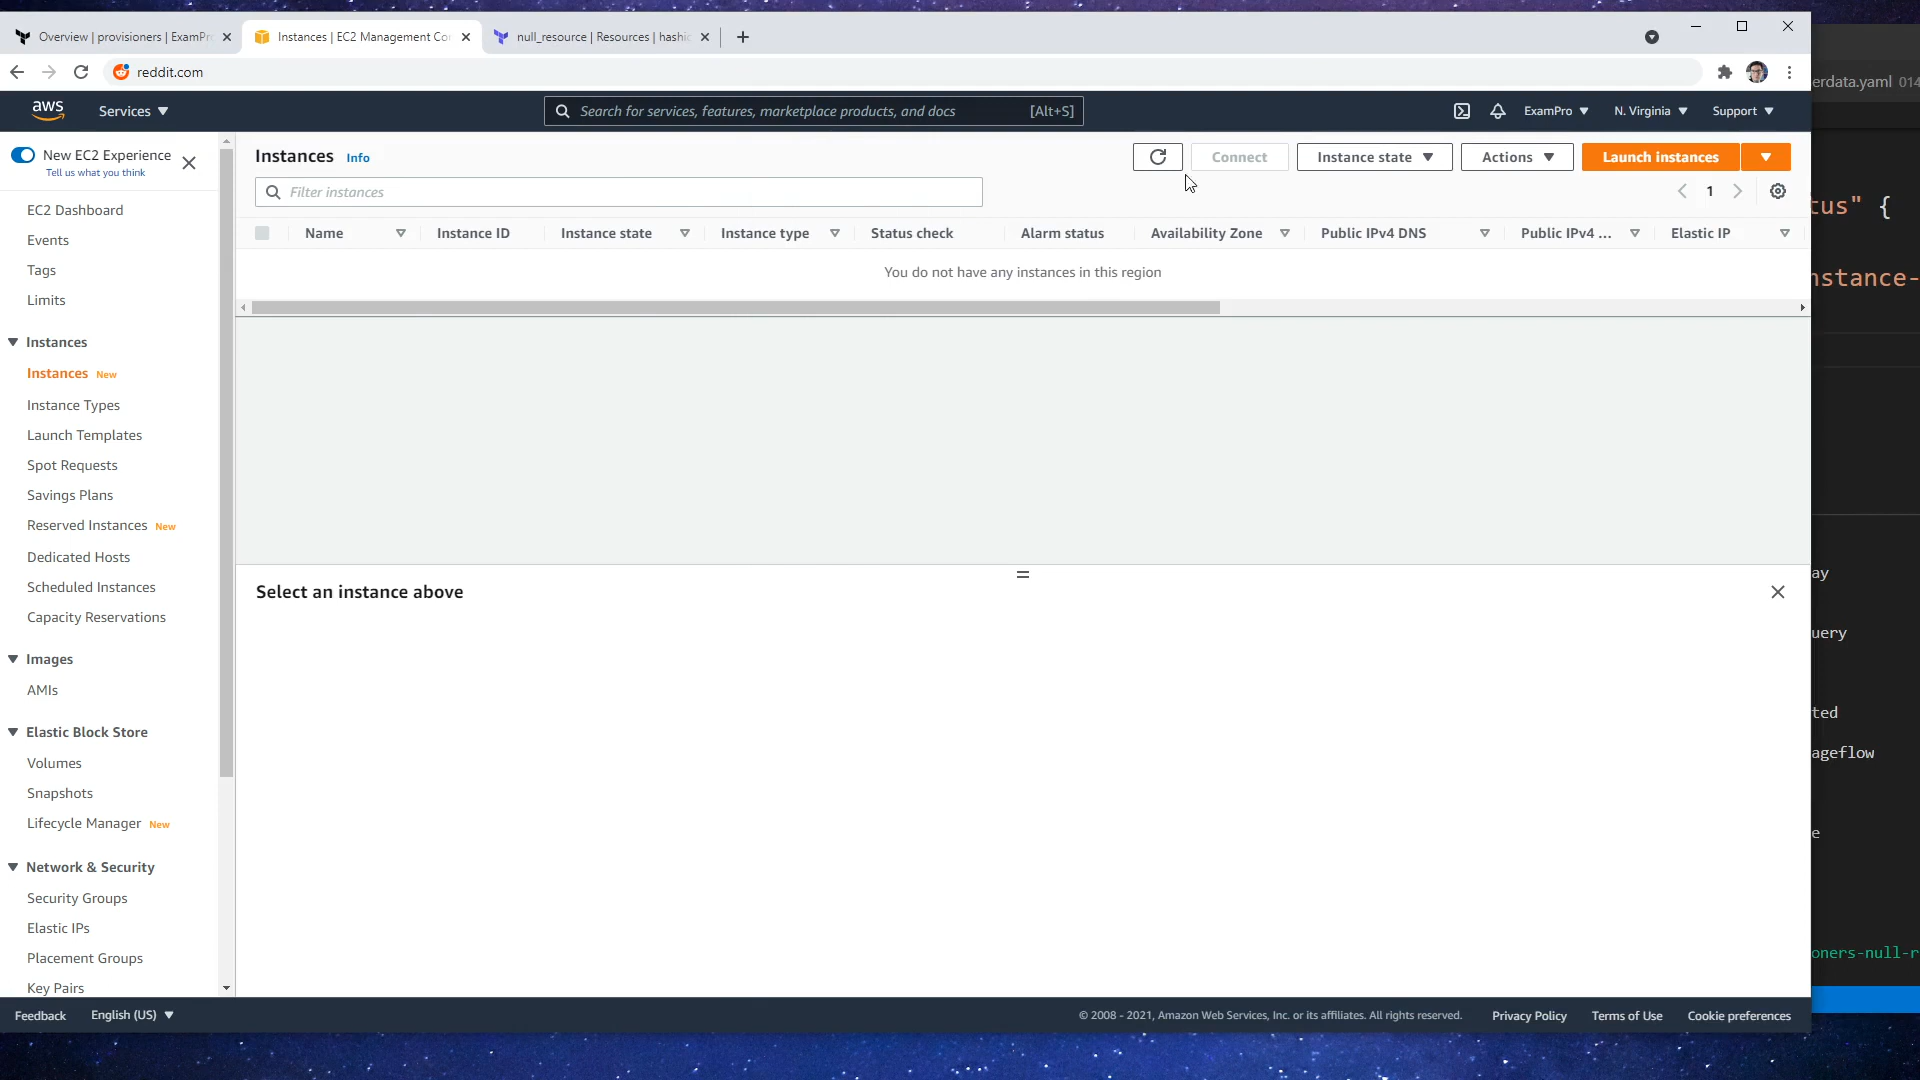 Overview | provisioners | ExamPr
Instances | EC2 Management Co
null_resource | Resources | hashic
reddit.com
erdata.yaml 014
aws
Services
Search for services, features, marketplace products, and docs [Alt+S]
ExamPro
N. Virginia
Support
New EC2 Experience
Tell us what you think
EC2 Dashboard
Events
Tags
Limits
Instances
Instances New
Instance Types
Launch Templates
Spot Requests
Savings Plans
Reserved Instances New
Dedicated Hosts
Scheduled Instances
Capacity Reservations
Images
AMIs
Elastic Block Store
Volumes
Snapshots
Lifecycle Manager New
Network & Security
Security Groups
Elastic IPs
Placement Groups
Key Pairs
Instances Info
Connect
Instance state
Actions
Launch instances
Filter instances
1
Name
Instance ID
Instance state
Instance type
Status check
Alarm status
Availability Zone
Public IPv4 DNS
Public IPv4 ...
Elastic IP
You do not have any instances in this region
Select an instance above
tus" {
nstance-
ay
uery
ted
ageflow
e
oners-null-r
Feedback
English (US)
© 2008 - 2021, Amazon Web Services, Inc. or its affiliates. All rights reserved.
Privacy Policy
Terms of Use
Cookie preferences